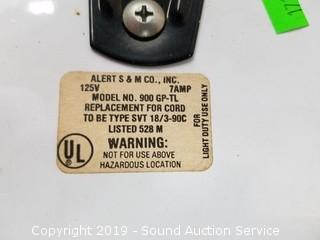 177
ALERT S & M CO., INC.
125V 7AMP
MODEL NO. 900 GP-TL
REPLACEMENT FOR CORD
TO BE TYPE SVT 18/3-90C
LISTED 528 M
FOR
LIGHT DUTY USE ONLY
UL
WARNING:
NOT FOR USE ABOVE
HAZARDOUS LOCATION
Copyright 2019 - Sound Auction Service